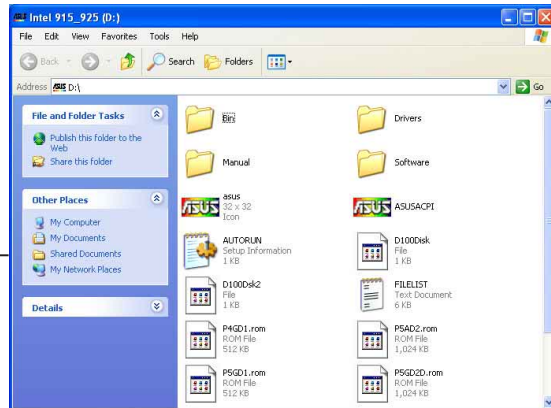 Intel 915_925 (D:)
File Edit View Favorites Tools Help
Back Search Folders
Address D:\ Go
File and Folder Tasks
Publish this folder to the
Web
Share this folder
Other Places
My Computer
My Documents
Shared Documents
My Network Places
Details
Bin
Drivers
Manual
Software
asus
32 x 32
Icon
ASUSACPI
AUTORUN
Setup Information
1 KB
D100Disk
File
1 KB
D100Dsk2
File
1 KB
FILELIST
Text Document
6 KB
P4GD1.rom
ROM File
512 KB
P5AD2.rom
ROM File
1,024 KB
P5GD1.rom
ROM File
512 KB
P5GD2D.rom
ROM File
1,024 KB